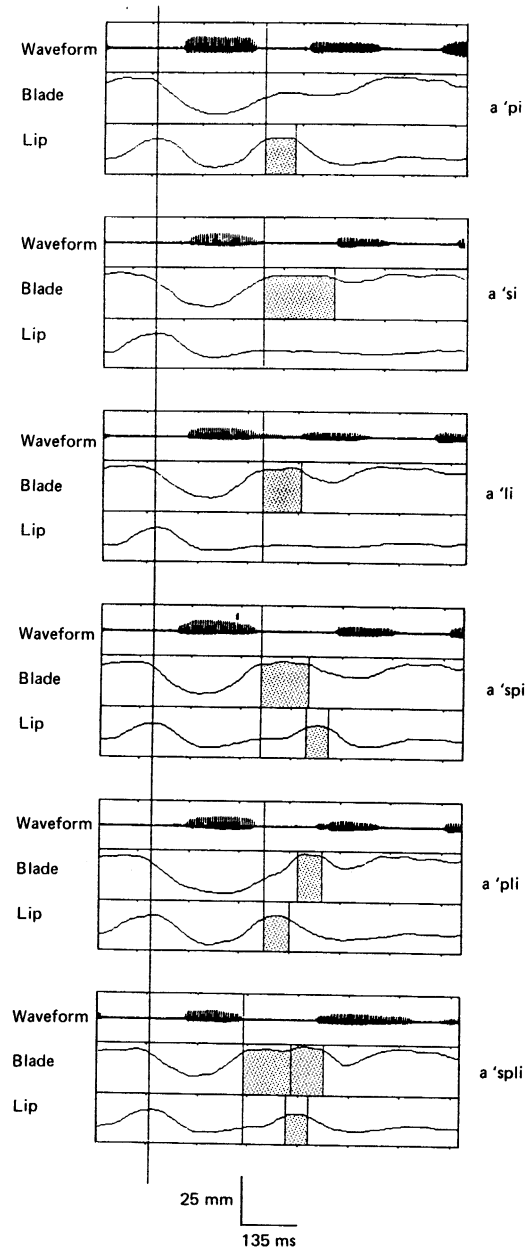 Waveform
Blade
a 'pi
Lip
Waveform
Blade
a 'si
Lip
Waveform
Blade
a 'li
Lip
Waveform
Blade
a 'spi
Lip
Waveform
Blade
a 'pli
Lip
Waveform
Blade
a 'spli
Lip
25 mm
135 ms